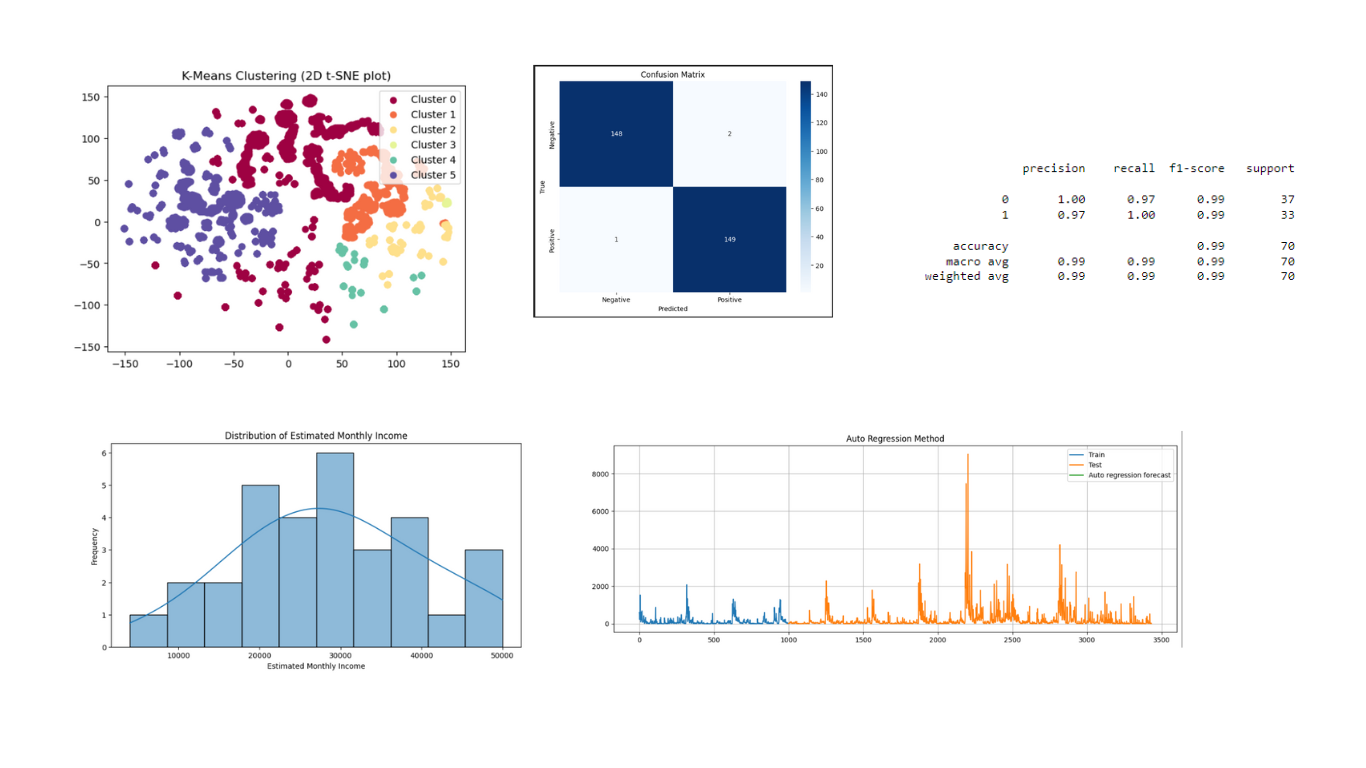 K-Means Clustering (2D t-SNE plot)
150
100
50
0
−50
−100
−150
−150 −100 −50 0 50 100 150
Cluster 0
Cluster 1
Cluster 2
Cluster 3
Cluster 4
Cluster 5
Confusion Matrix
True
Negative
Positive
148 2
1 149
Negative Positive
Predicted
140
120
100
80
60
40
20
precision recall f1-score support
0 1.00 0.97 0.99 37
1 0.97 1.00 0.99 33
accuracy 0.99 70
macro avg 0.99 0.99 0.99 70
weighted avg 0.99 0.99 0.99 70
Distribution of Estimated Monthly Income
Frequency
6
5
4
3
2
1
0
10000 20000 30000 40000 50000
Estimated Monthly Income
Auto Regression Method
8000
6000
4000
2000
0
0 500 1000 1500 2000 2500 3000 3500
Train
Test
Auto regression forecast